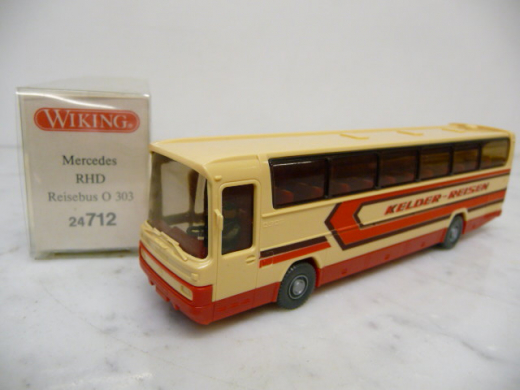 WIKING®
Mercedes
RHD
Reisebus O 303
24712
KELDER-REISEN